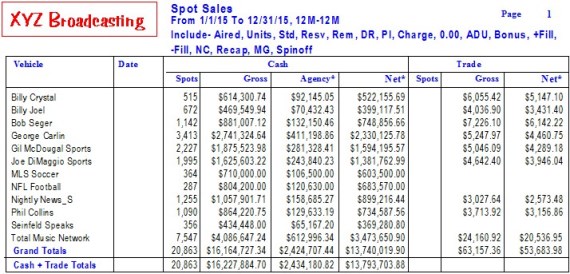 XYZ Broadcasting
Spot Sales
Page 1
From 1/1/15 To 12/31/15, 12M-12M
Include- Aired, Units, Std, Resv, Rem, DR, PI, Charge, 0.00, ADU, Bonus, +Fill,
-Fill, NC, Recap, MG, Spinoff
Vehicle Date Cash Trade
Spots Gross Agency* Net* Spots Gross Net*
Billy Crystal 515 $614,300.74 $92,145.05 $522,155.69 $6,055.42 $5,147.10
Billy Joel 672 $469,549.94 $70,432.43 $399,117.51 $4,036.90 $3,431.40
Bob Seger 1,142 $881,007.12 $132,150.46 $748,856.66 $7,226.10 $6,142.22
George Carlin 3,413 $2,741,324.64 $411,198.86 $2,330,125.78 $5,247.97 $4,460.75
Gil McDougal Sports 2,227 $1,875,523.98 $281,328.41 $1,594,195.57 $5,046.09 $4,289.18
Joe DiMaggio Sports 1,995 $1,625,603.22 $243,840.23 $1,381,762.99 $4,642.40 $3,946.04
MLS Soccer 364 $710,000.00 $106,500.00 $603,500.00
NFL Football 287 $804,200.00 $120,630.00 $683,570.00
Nightly News_S 1,255 $1,057,901.71 $158,685.27 $899,216.44 $3,027.64 $2,573.48
Phil Collins 1,090 $864,220.75 $129,633.19 $734,587.56 $3,713.92 $3,156.86
Seinfeld Speaks 356 $434,448.00 $65,167.20 $369,280.80
Total Music Network 7,547 $4,086,647.24 $612,996.34 $3,473,650.90 $24,160.92 $20,536.95
Grand Totals 20,863 $16,164,727.34 $2,424,707.44 $13,740,019.90 $63,157.36 $53,683.98
Cash + Trade Totals 20,863 $16,227,884.70 $2,434,180.82 $13,793,703.88